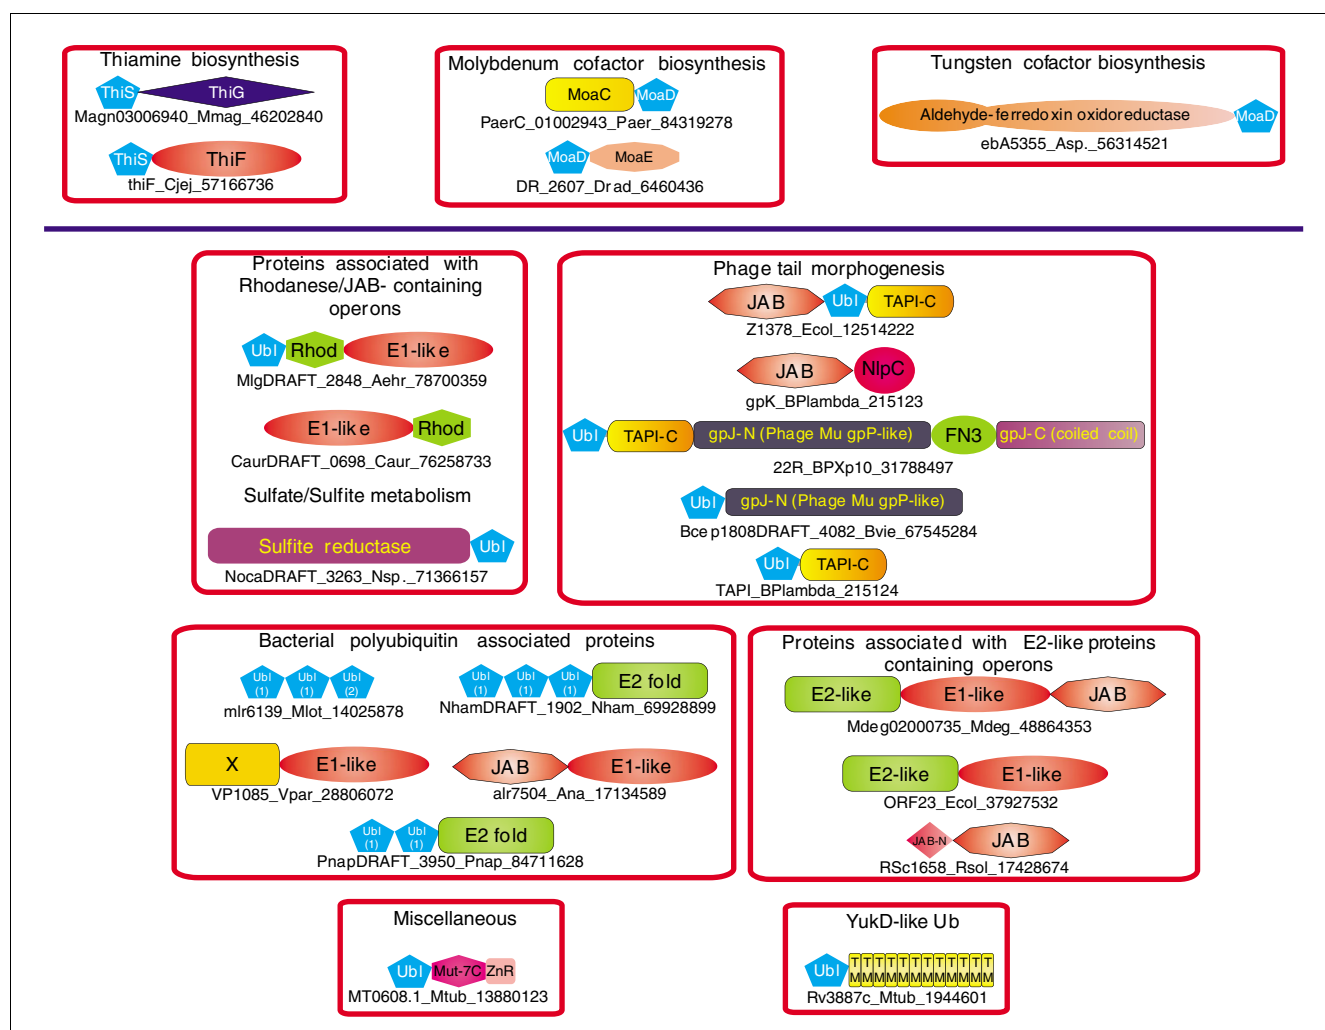 Thiamine biosynthesis
ThiS ThiG
Magn03006940_Mmag_46202840
ThiS ThiF
thiF_Cjej_57166736
Molybdenum cofactor biosynthesis
MoaC MoaD
PaerC_01002943_Paer_84319278
MoaD MoaE
DR_2607_Drad_6460436
Tungsten cofactor biosynthesis
Aldehyde-ferredoxin oxidoreductase MoaD
ebA5355_Asp._56314521
Proteins associated with
Rhodanese/JAB- containing
operons
Ubl Rhod E1-like
MlgDRAFT_2848_Aehr_78700359
E1-like Rhod
CaurDRAFT_0698_Caur_76258733
Sulfate/Sulfite metabolism
Sulfite reductase Ubl
NocaDRAFT_3263_Nsp._71366157
Phage tail morphogenesis
JAB Ubl TAPI-C
Z1378_Ecol_12514222
JAB NlpC
gpK_BPlambda_215123
Ubl TAPI-C gpJ-N (Phage Mu gpP-like) FN3 gpJ-C (coiled coil)
22R_BPXp10_31788497
Ubl gpJ-N (Phage Mu gpP-like)
Bcep1808DRAFT_4082_Bvie_67545284
Ubl TAPI-C
TAPI_BPlambda_215124
Bacterial polyubiquitin associated proteins
Ubl Ubl Ubl
(1) (1) (2)
mlr6139_Mlot_14025878
Ubl Ubl Ubl E2 fold
(1) (1) (1)
NhamDRAFT_1902_Nham_69928899
X E1-like
VP1085_Vpar_28806072
JAB E1-like
alr7504_Ana_17134589
Ubl Ubl E2 fold
(1) (1)
PnapDRAFT_3950_Pnap_84711628
Proteins associated with E2-like proteins
containing operons
E2-like E1-like JAB
Mdeg02000735_Mdeg_48864353
E2-like E1-like
ORF23_Ecol_37927532
JAB-N JAB
RSc1658_Rsol_17428674
Miscellaneous
Ubl Mut-7C ZnR
MT0608.1_Mtub_13880123
YukD-like Ub
Ubl T T T T T T T T T T T T
M M M M M M M M M M M M
Rv3887c_Mtub_1944601